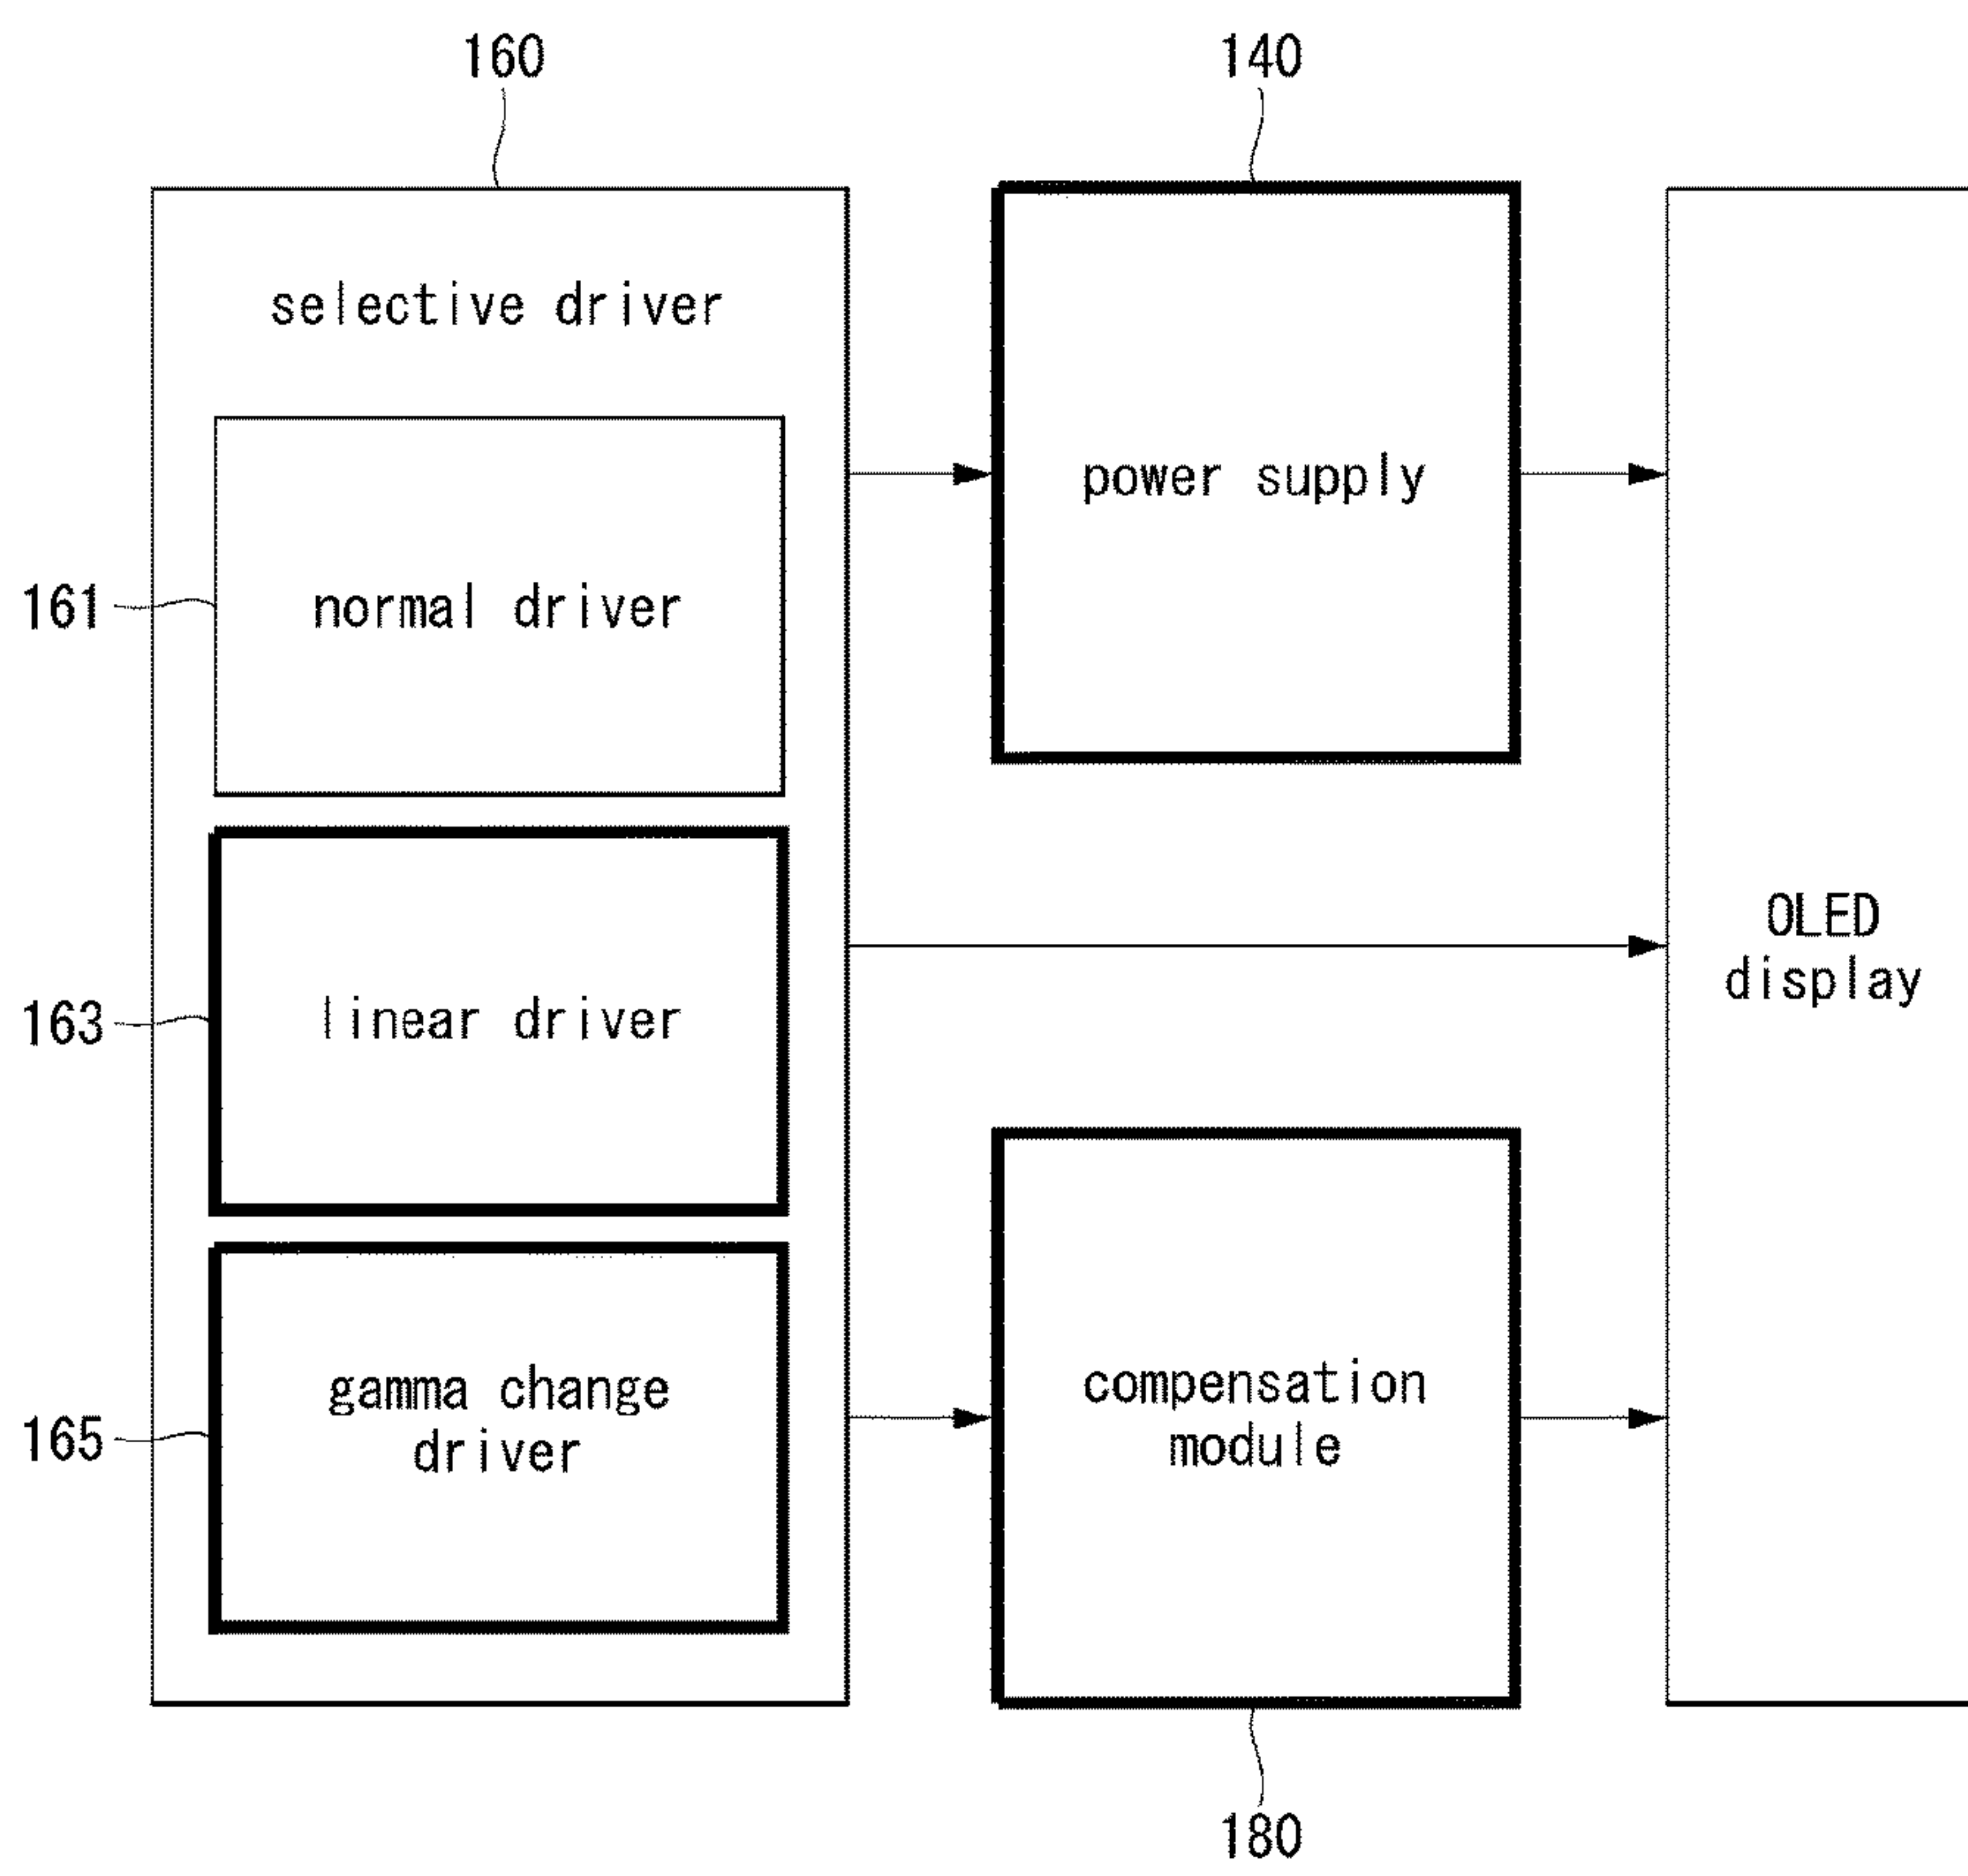 160
140
selective driver
power supply
161
normal driver
OLED
display
163
linear driver
165
gamma change
driver
compensation
module
180